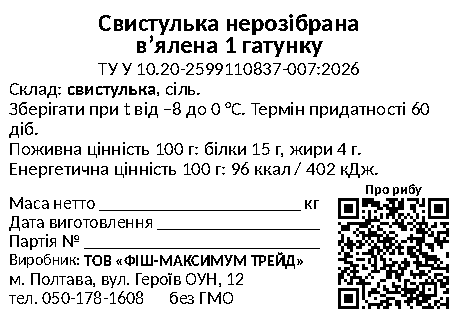 Свистулька нерозібрана
в’ялена 1 гатунку
ТУ У 10.20-2599110837-007:2026
Склад: свистулька, сіль.
Зберігати при t від –8 до 0 °С. Термін придатності 60
діб.
Поживна цінність 100 г: білки 15 г, жири 4 г.
Енергетична цінність 100 г: 96 ккал / 402 кДж.
Про рибу
Маса нетто ________________________ кг
Дата виготовлення ___________________
Партія № ____________________________
Виробник: ТОВ «ФІШ-МАКСИМУМ ТРЕЙД»
м. Полтава, вул. Героїв ОУН, 12
тел. 050-178-1608 без ГМО